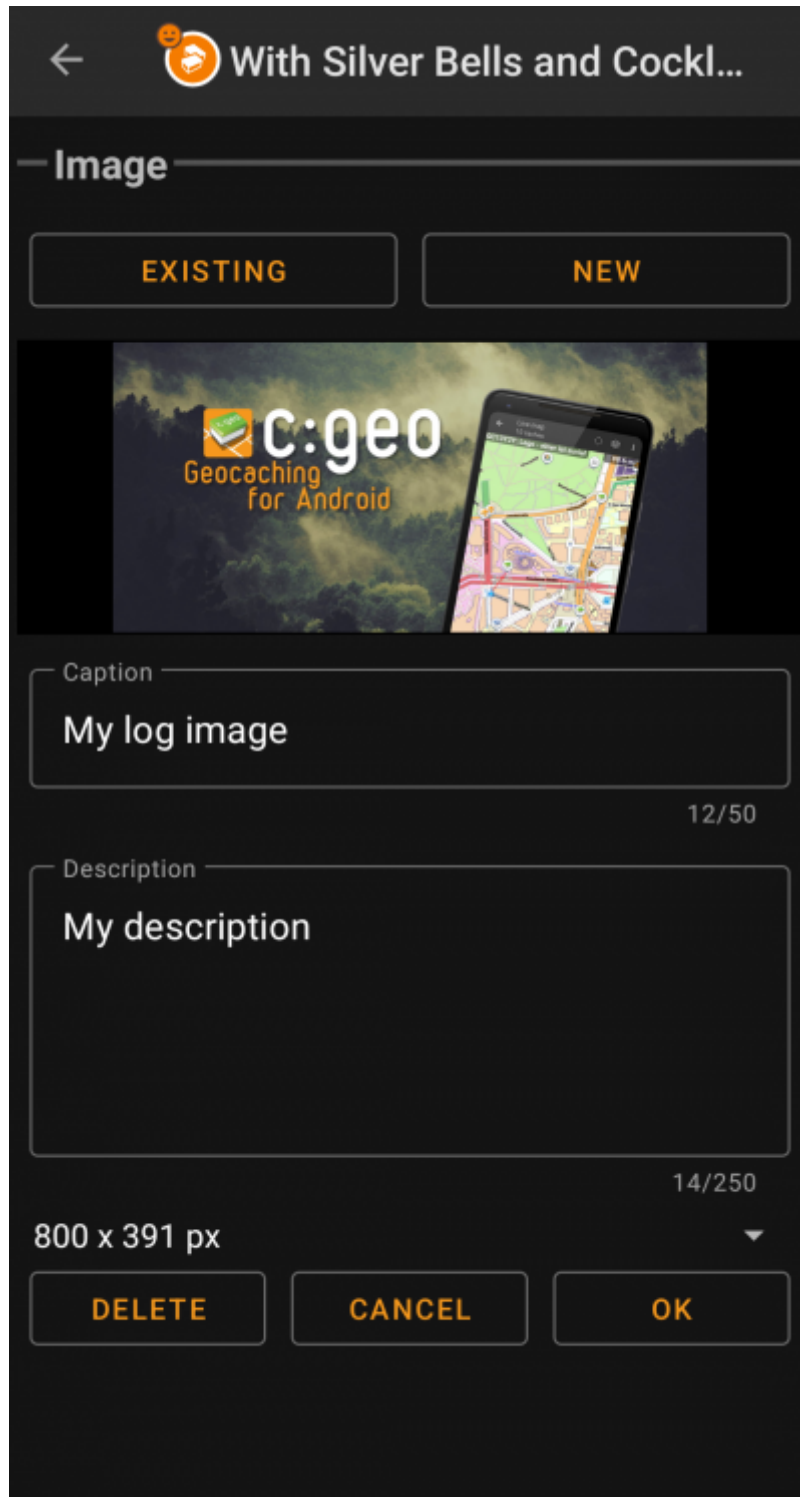 With Silver Bells and Cockl...
Image
EXISTING
NEW
c:geo
Geocaching
for Android
Caption
My log image
12/50
Description
My description
14/250
800 x 391 px
DELETE
CANCEL
OK